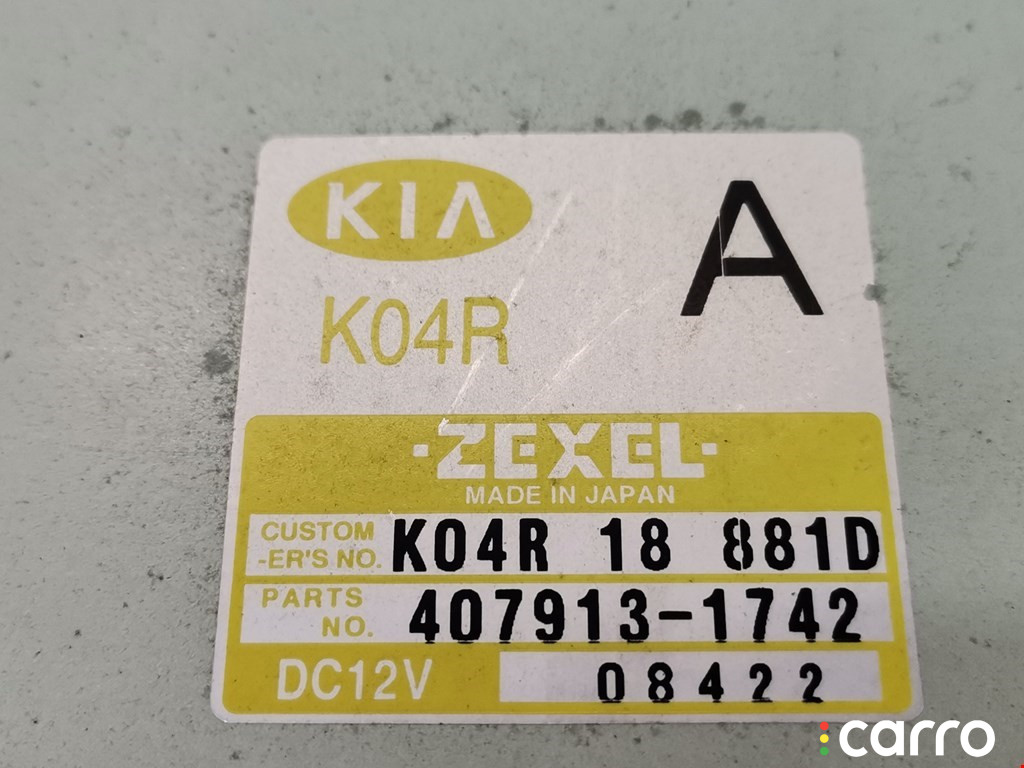 KIA
A
K04R
·ZEXEL·
MADE IN JAPAN
CUSTOM
-ER'S NO. K04R 18 881D
PARTS
NO. 407913-1742
DC12V 08422
carro